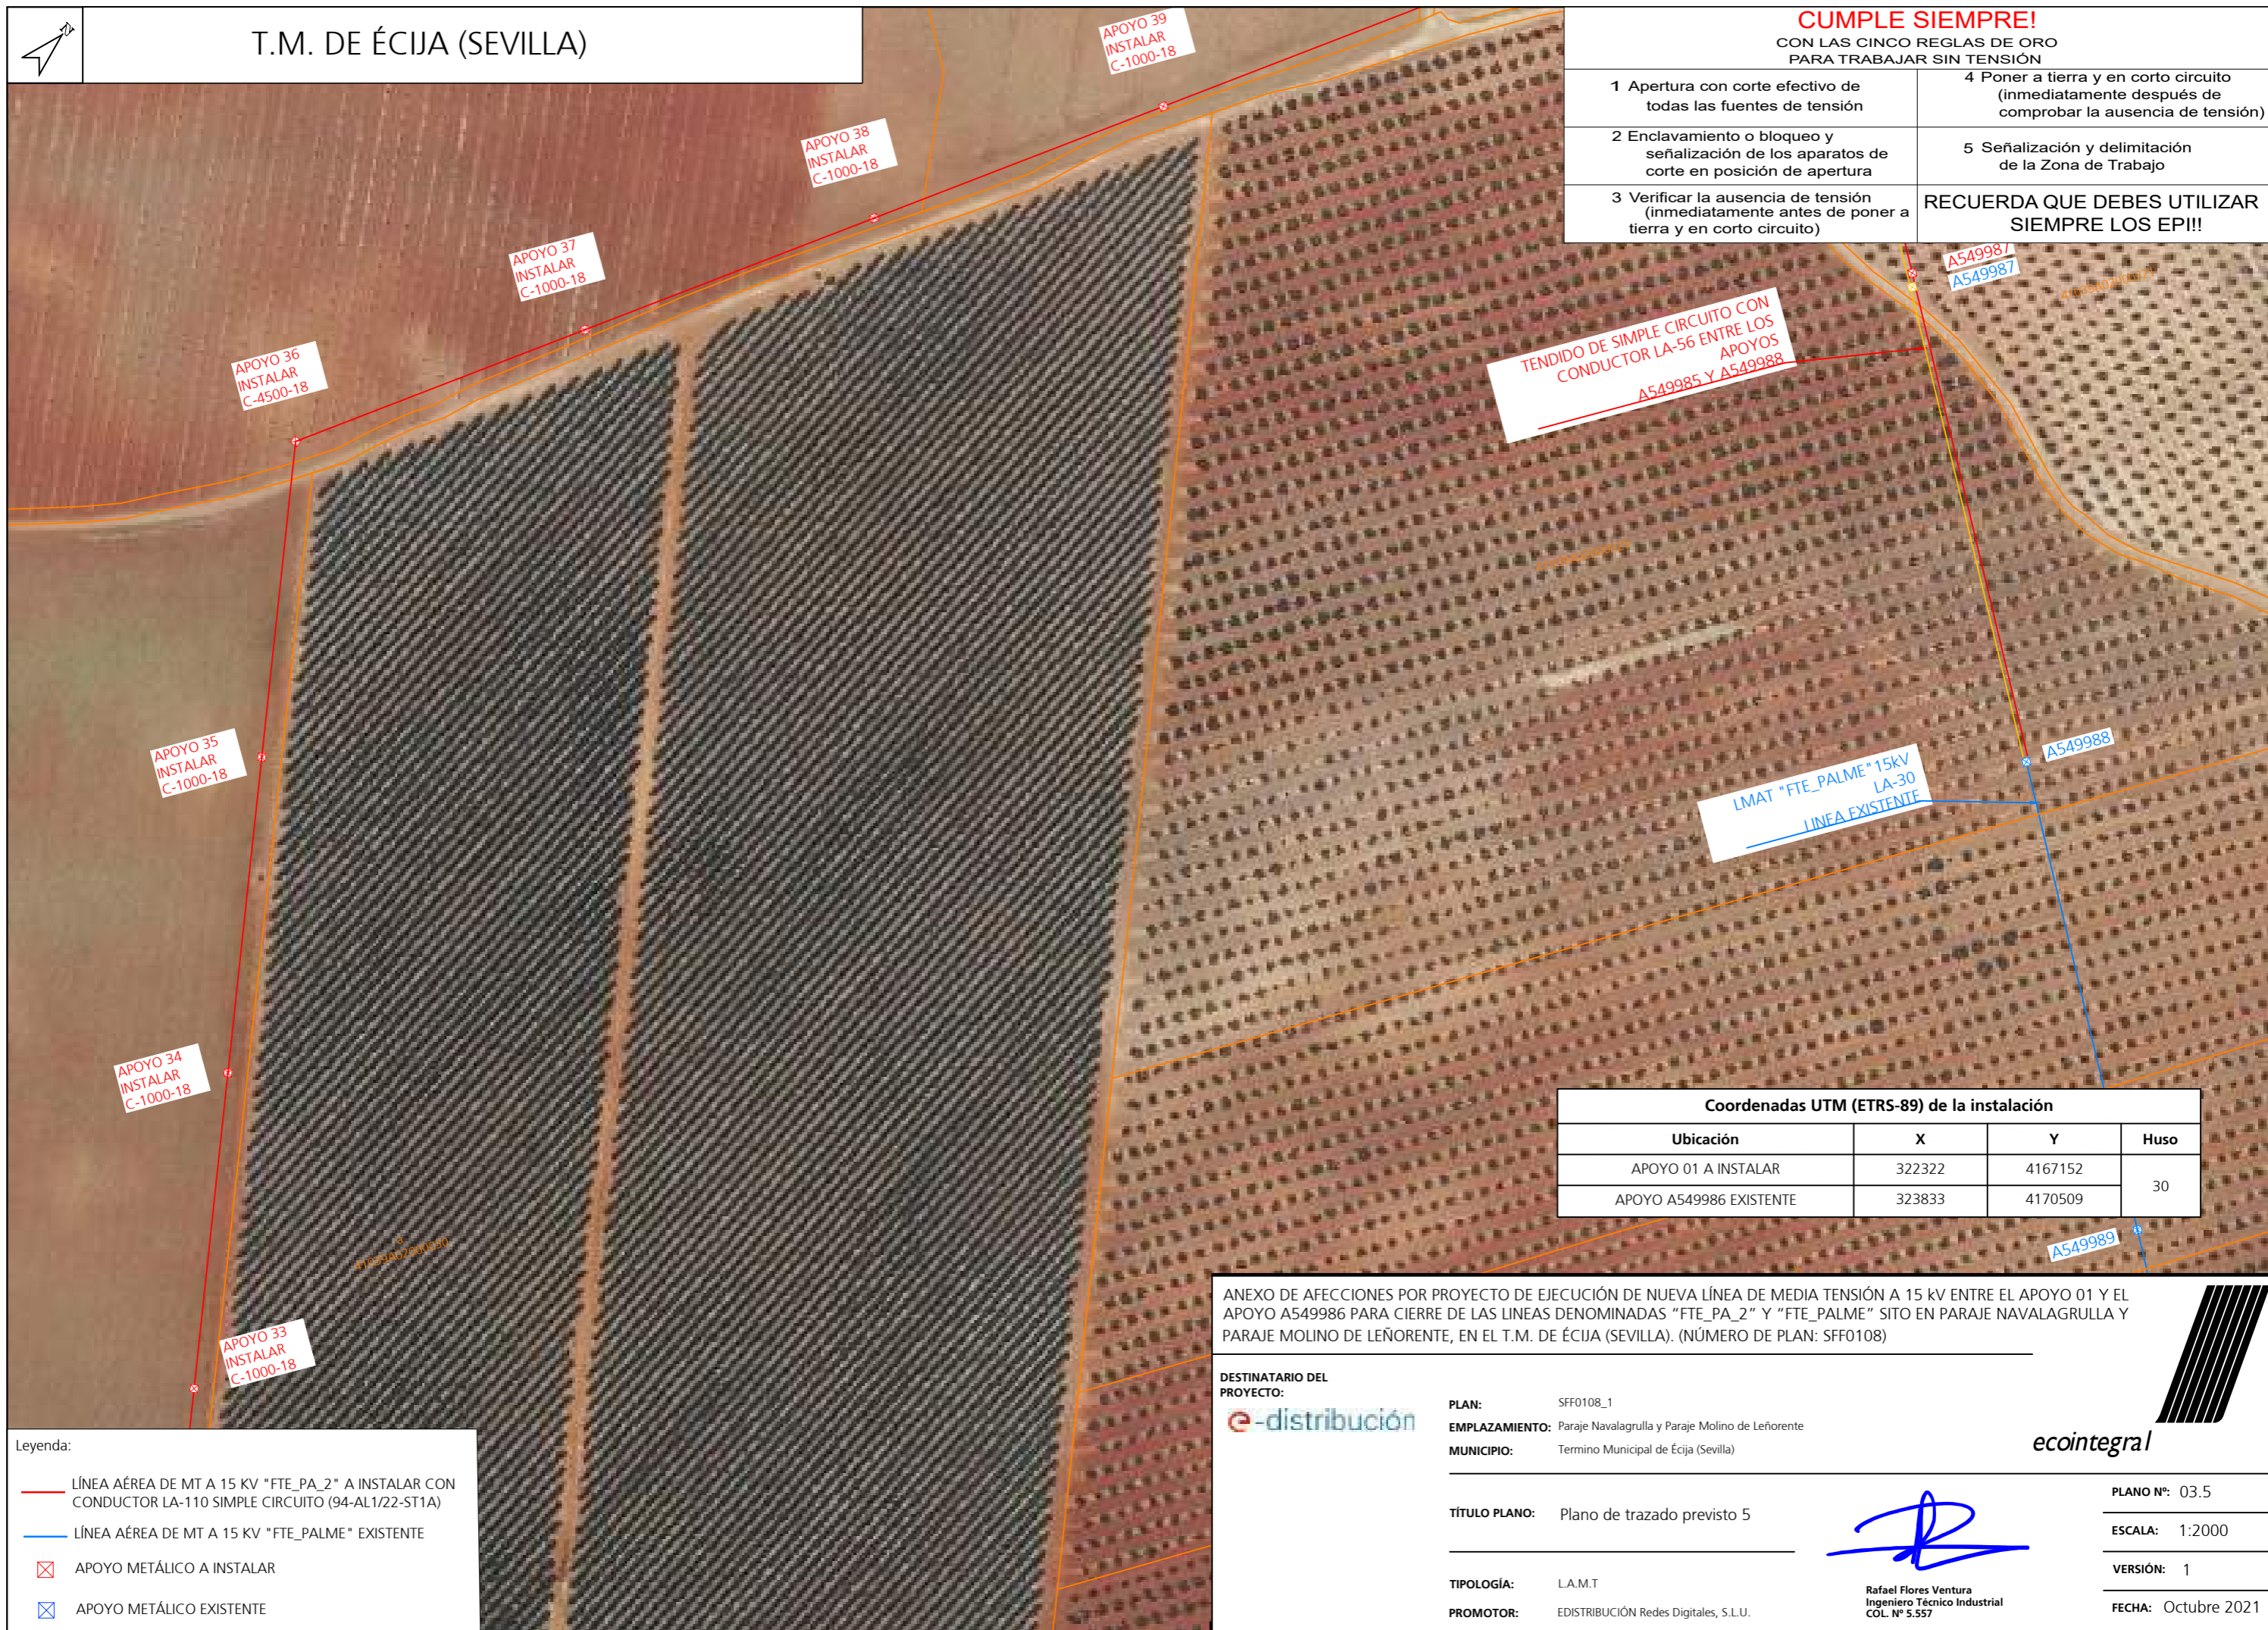 T.M. DE ÉCIJA (SEVILLA)
CUMPLE SIEMPRE!
CON LAS CINCO REGLAS DE ORO
PARA TRABAJAR SIN TENSIÓN
1 Apertura con corte efectivo de
todas las fuentes de tensión
4 Poner a tierra y en corto circuito
(inmediatamente después de
comprobar la ausencia de tensión)
2 Enclavamiento o bloqueo y
señalización de los aparatos de
corte en posición de apertura
5 Señalización y delimitación
de la Zona de Trabajo
3 Verificar la ausencia de tensión
(inmediatamente antes de poner a
tierra y en corto circuito)
RECUERDA QUE DEBES UTILIZAR
SIEMPRE LOS EPI!!
APOYO 39
INSTALAR
C-1000-18
APOYO 38
INSTALAR
C-1000-18
APOYO 37
INSTALAR
C-1000-18
APOYO 36
INSTALAR
C-4500-18
APOYO 35
INSTALAR
C-1000-18
APOYO 34
INSTALAR
C-1000-18
APOYO 33
INSTALAR
C-1000-18
A549987
A549987
TENDIDO DE SIMPLE CIRCUITO CON
CONDUCTOR LA-56 ENTRE LOS
APOYOS
A549985 Y A549988
A549988
LMAT "FTE_PALME"15kV
LA-30
LINEA EXISTENTE
Coordenadas UTM (ETRS-89) de la instalación
Ubicación X Y Huso
APOYO 01 A INSTALAR 322322 4167152
30
APOYO A549986 EXISTENTE 323833 4170509
A549989
ANEXO DE AFECCIONES POR PROYECTO DE EJECUCIÓN DE NUEVA LÍNEA DE MEDIA TENSIÓN A 15 kV ENTRE EL APOYO 01 Y EL
APOYO A549986 PARA CIERRE DE LAS LINEAS DENOMINADAS “FTE_PA_2” Y “FTE_PALME” SITO EN PARAJE NAVALAGRULLA Y
PARAJE MOLINO DE LEÑORENTE, EN EL T.M. DE ÉCIJA (SEVILLA). (NÚMERO DE PLAN: SFF0108)
DESTINATARIO DEL
PROYECTO:
e-distribución
PLAN: SFF0108_1
EMPLAZAMIENTO: Paraje Navalagrulla y Paraje Molino de Leñorente
MUNICIPIO: Termino Municipal de Écija (Sevilla)
ecointegral
TÍTULO PLANO: Plano de trazado previsto 5
TIPOLOGÍA: L.A.M.T
PROMOTOR: EDISTRIBUCIÓN Redes Digitales, S.L.U.
Rafael Flores Ventura
Ingeniero Técnico Industrial
COL. Nº 5.557
PLANO Nº: 03.5
ESCALA: 1:2000
VERSIÓN: 1
FECHA: Octubre 2021
Leyenda:
LÍNEA AÉREA DE MT A 15 KV "FTE_PA_2" A INSTALAR CON
CONDUCTOR LA-110 SIMPLE CIRCUITO (94-AL1/22-ST1A)
LÍNEA AÉREA DE MT A 15 KV "FTE_PALME" EXISTENTE
APOYO METÁLICO A INSTALAR
APOYO METÁLICO EXISTENTE